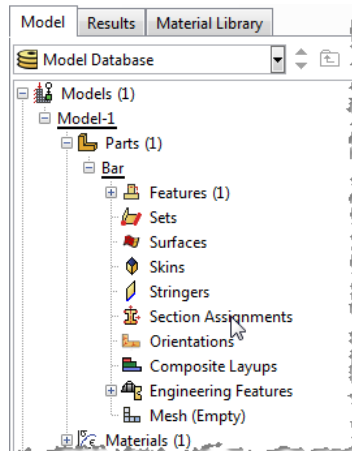 Model Results Material Library
Model Database
Models (1)
Model-1
Parts (1)
Bar
Features (1)
Sets
Surfaces
Skins
Stringers
Section Assignments
Orientations
Composite Layups
Engineering Features
Mesh (Empty)
Materials (1)